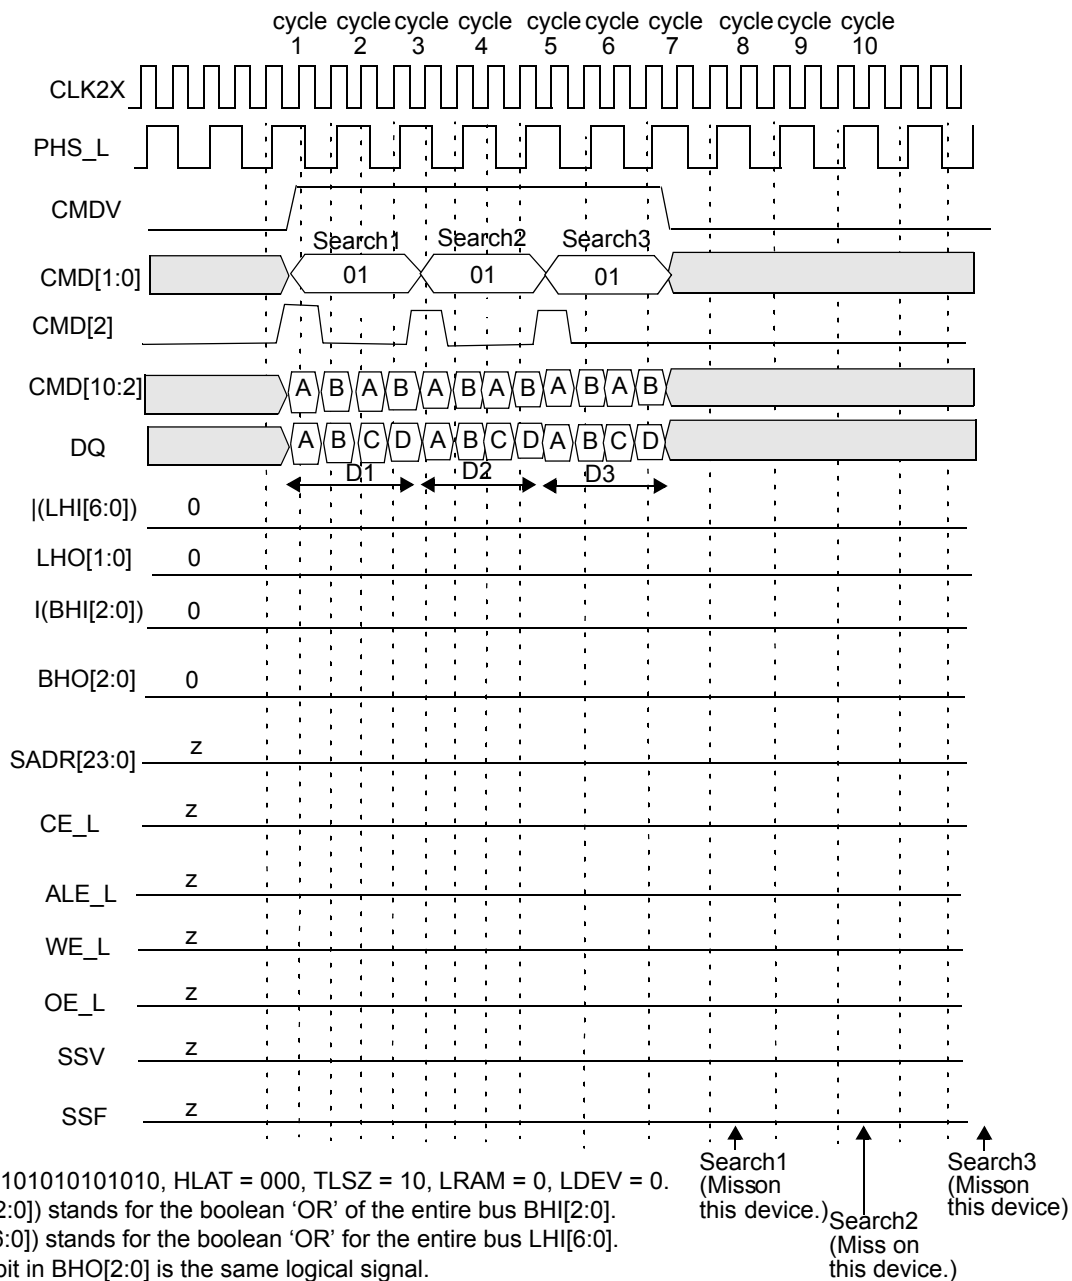 cycle cycle cycle cycle cycle cycle cycle cycle cycle cycle
1 2 3 4 5 6 7 8 9 10
CLK2X
PHS_L
CMDV
Search1 Search2 Search3
CMD[1:0] 01 01 01
CMD[2]
CMD[10:2] A B A B A B A B A B A B
DQ A B C D A B C D A B C D
D1 D2 D3
|(LHI[6:0]) 0
LHO[1:0] 0
I(BHI[2:0]) 0
BHO[2:0] 0
SADR[23:0] z
CE_L z
ALE_L z
WE_L z
OE_L z
SSV z
SSF z
Search1
(Misson
this device.)
Search2
(Miss on
this device.)
Search3
(Misson
this device)
101010101010, HLAT = 000, TLSZ = 10, LRAM = 0, LDEV = 0.
2:0]) stands for the boolean ‘OR’ of the entire bus BHI[2:0].
6:0]) stands for the boolean ‘OR’ for the entire bus LHI[6:0].
bit in BHO[2:0] is the same logical signal.